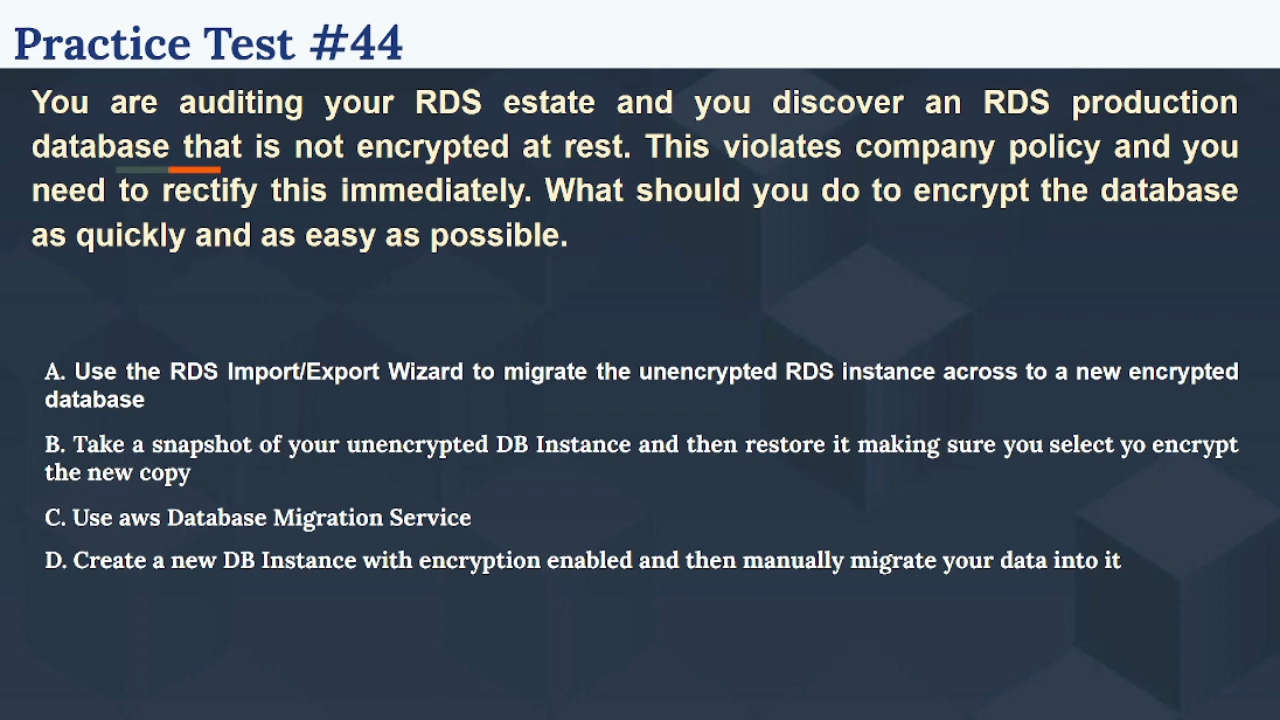 Practice Test #44
You are auditing your RDS estate and you discover an RDS production
database that is not encrypted at rest. This violates company policy and you
need to rectify this immediately. What should you do to encrypt the database
as quickly and as easy as possible.
A. Use the RDS Import/Export Wizard to migrate the unencrypted RDS instance across to a new encrypted
database
B. Take a snapshot of your unencrypted DB Instance and then restore it making sure you select yo encrypt
the new copy
C. Use aws Database Migration Service
D. Create a new DB Instance with encryption enabled and then manually migrate your data into it